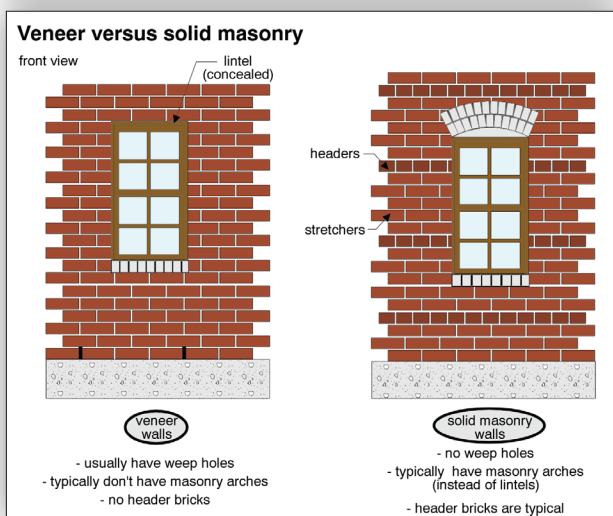 Veneer versus solid masonry
front view
lintel
(concealed)
headers
stretchers
veneer
walls
- usually have weep holes
- typically don't have masonry arches
- no header bricks
solid masonry
walls
- no weep holes
- typically have masonry arches
(instead of lintels)
- header bricks are typical